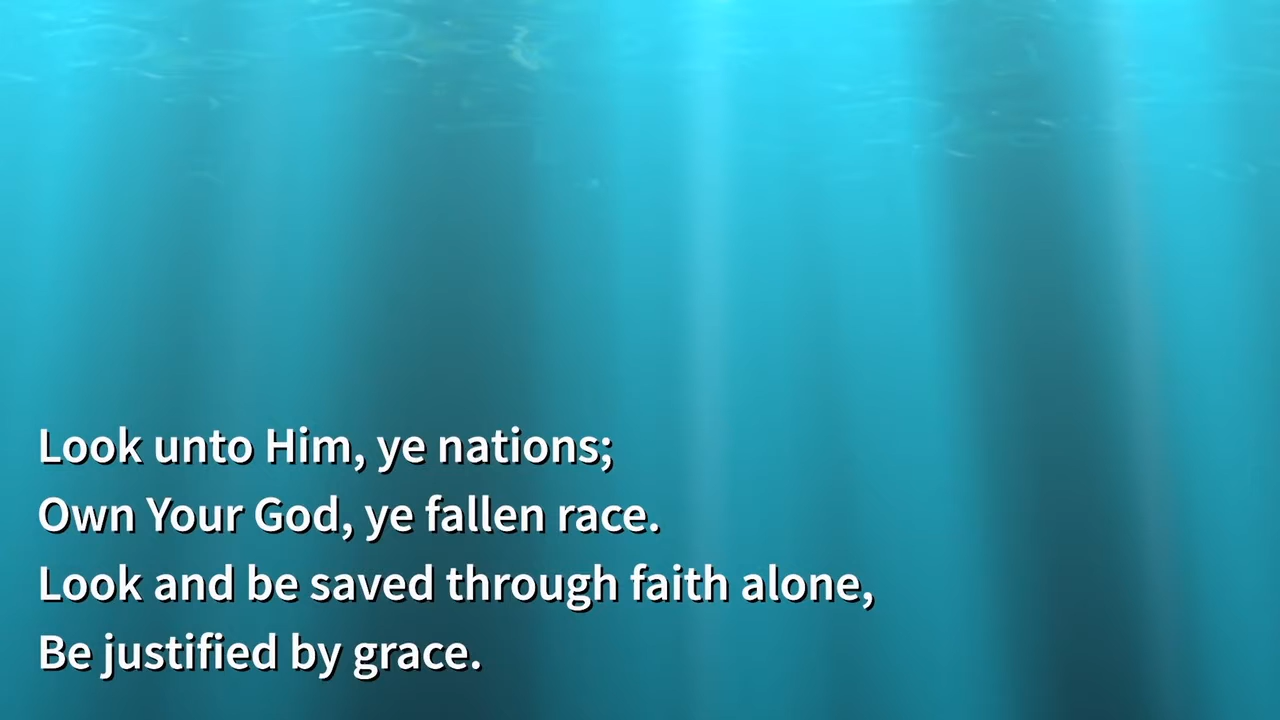 Look unto Him, ye nations;
Own Your God, ye fallen race.
Look and be saved through faith alone,
Be justified by grace.